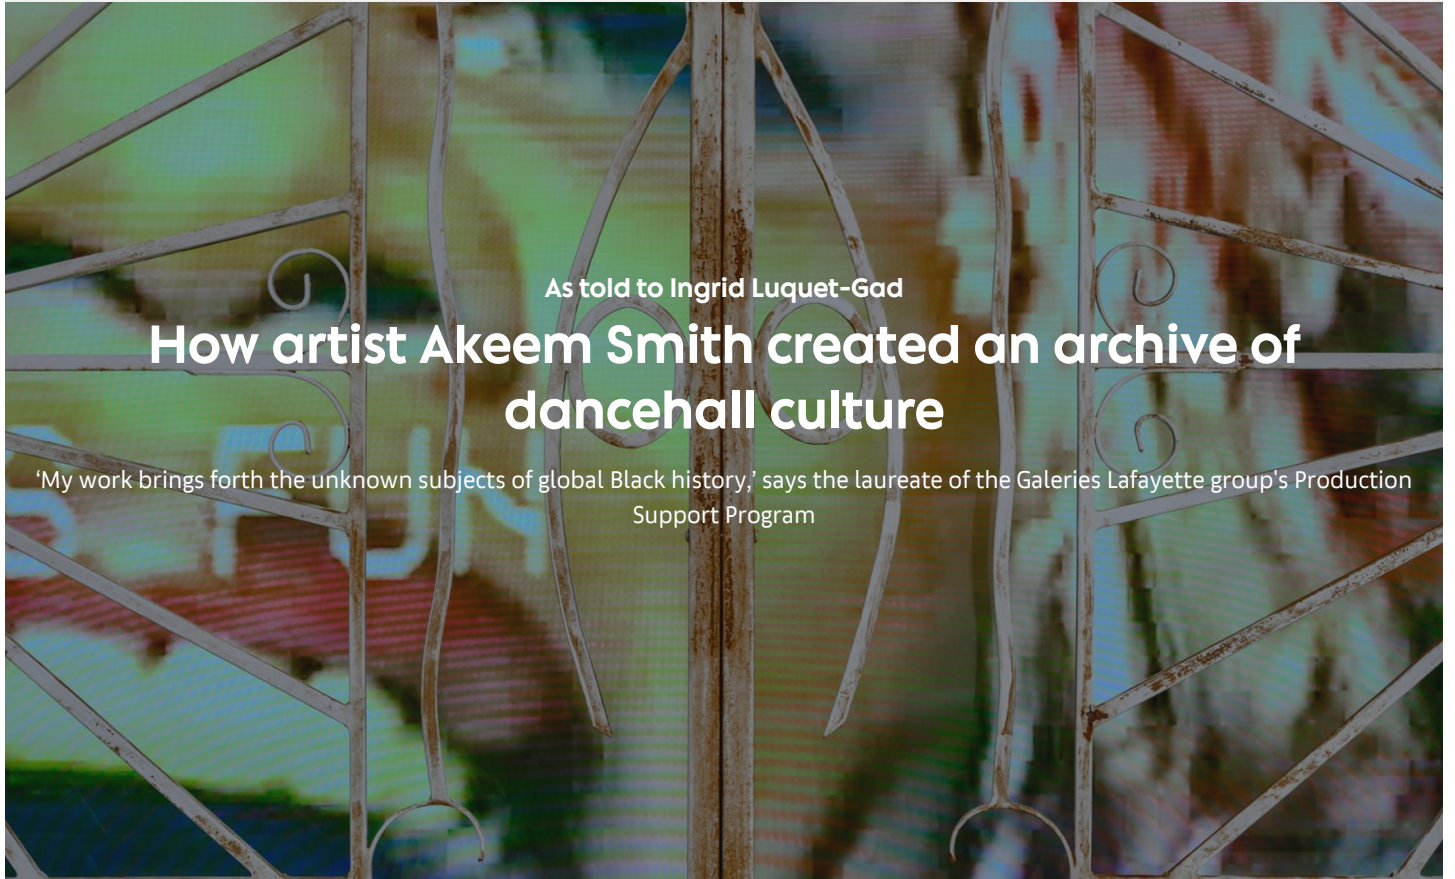 As told to Ingrid Luquet-Gad
How artist Akeem Smith created an archive of
dancehall culture
‘My work brings forth the unknown subjects of global Black history,’ says the laureate of the Galeries Lafayette group's Production
Support Program
FUN